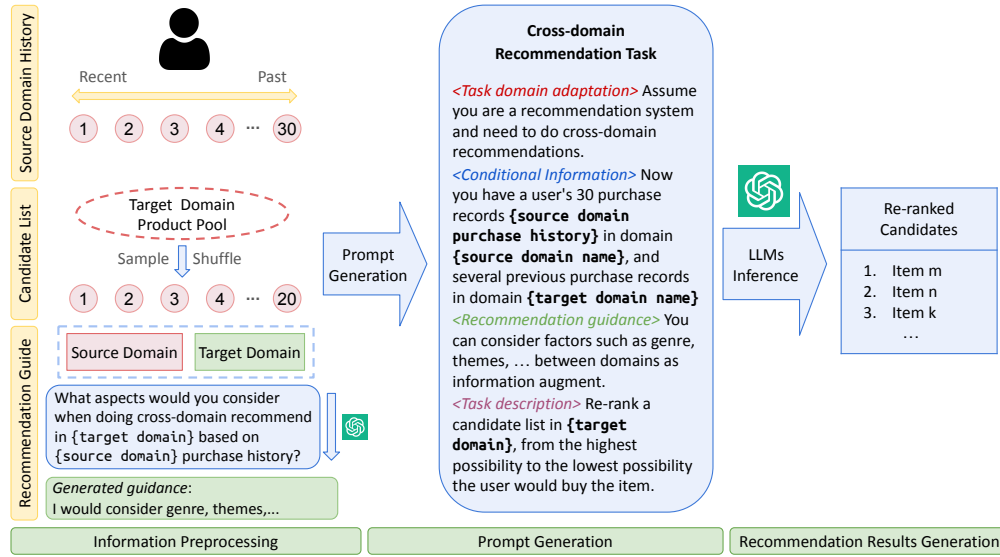 Source Domain History
Recent Past
1 2 3 4 ... 30
Candidate List
Target Domain
Product Pool
Sample Shuffle
1 2 3 4 ... 20
Recommendation Guide
Source Domain
Target Domain
What aspects would you consider
when doing cross-domain recommend
in {target domain} based on
{source domain} purchase history?
Generated guidance:
I would consider genre, themes,...
Information Preprocessing
Prompt
Generation
Cross-domain
Recommendation Task
<Task domain adaptation> Assume
you are a recommendation system
and need to do cross-domain
recommendations.
<Conditional Information> Now
you have a user's 30 purchase
records {source domain
purchase history} in domain
{source domain name}, and
several previous purchase records
in domain {target domain name}
<Recommendation guidance> You
can consider factors such as genre,
themes, ... between domains as
information augment.
<Task description> Re-rank a
candidate list in {target
domain}, from the highest
possibility to the lowest possibility
the user would buy the item.
Prompt Generation
LLMs
Inference
Re-ranked
Candidates
1. Item m
2. Item n
3. Item k
...
Recommendation Results Generation